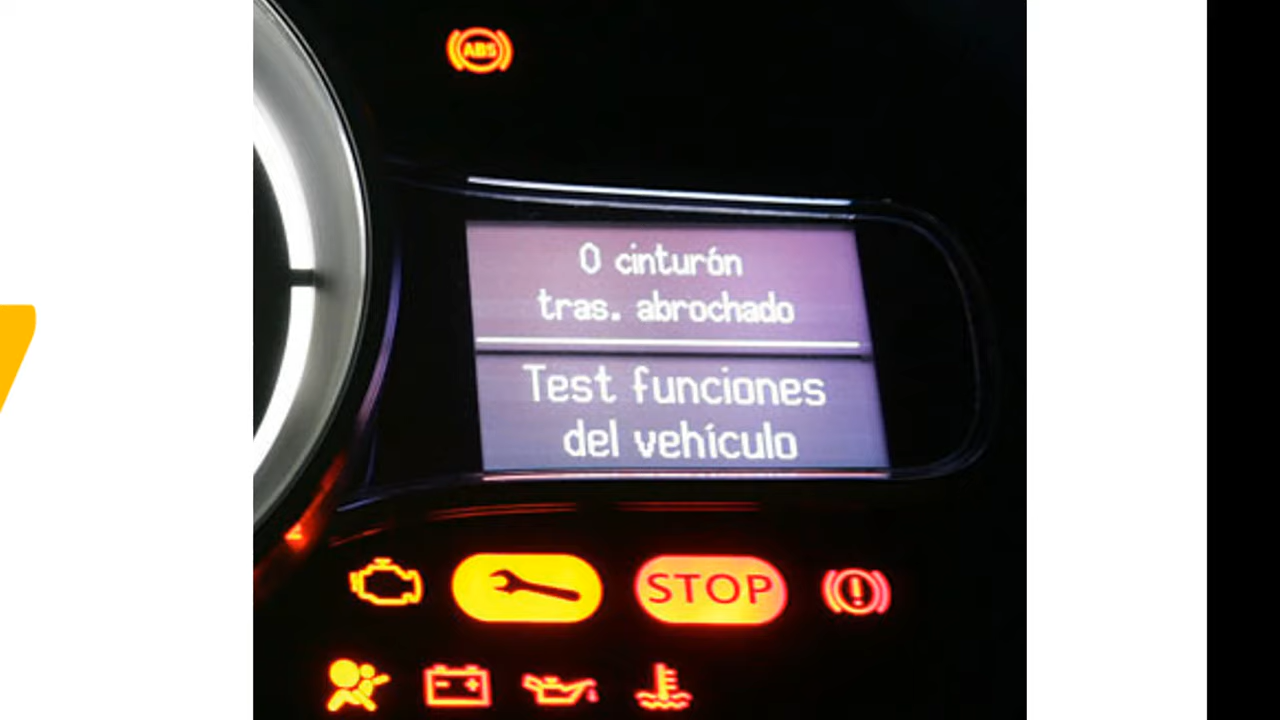 ABS
0 cinturón
tras. abrochado
Test funciones
del vehículo
STOP